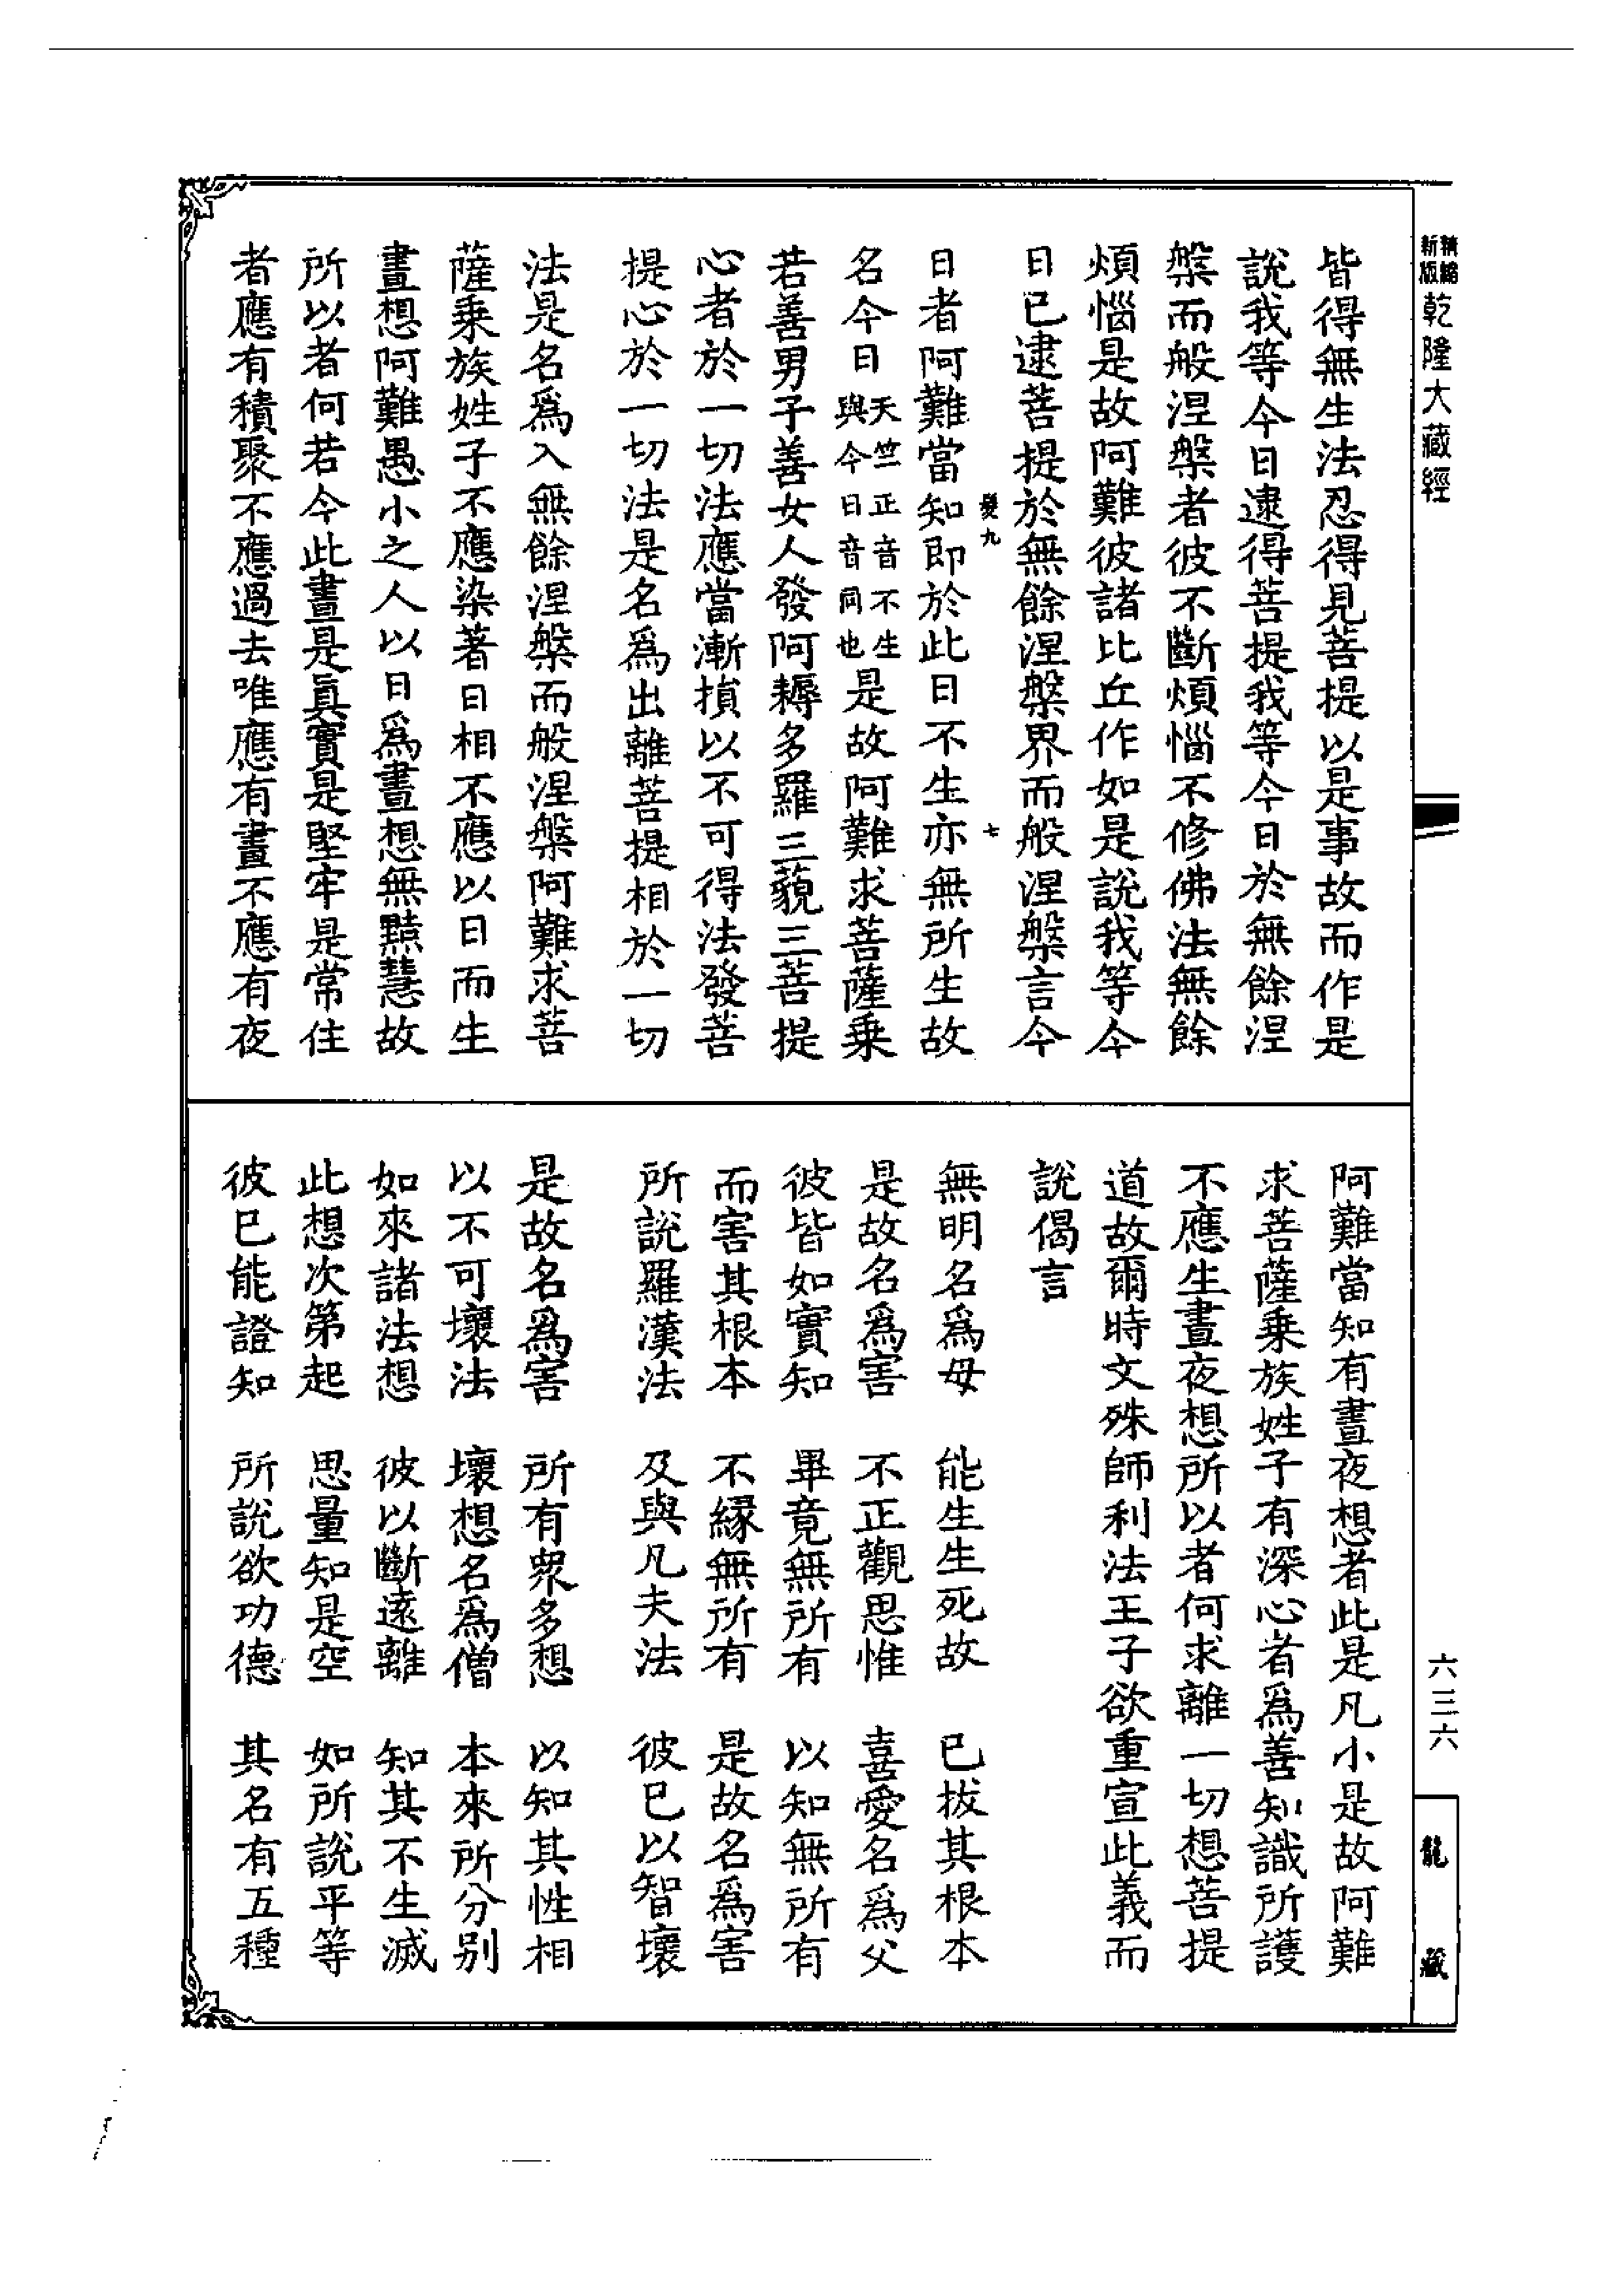 精縮新版乾隆大藏經
皆得無生法忍得見菩提以是事故而作是
說我等今日逮得菩提我等今日於無餘涅
槃而般涅槃者彼不斷煩惱不修佛法無餘
煩惱是故阿難彼諸比丘作如是說我等今
日已逮菩提於無餘涅槃界而般涅槃言今
髮九 七
日者阿難當知即於此日不生亦無所生故
名今日天竺正音不生與今日音同也是故阿難求菩薩乗
若善男子善女人發阿耨多羅三藐三菩提
心者於一切法應當漸損以不可得法發菩
提心於一切法是名爲出離菩提相於一切
法是名爲入無餘涅槃而般涅槃阿難求菩
薩乗族姓子不應染著日相不應以日而生
晝想阿難愚小之人以日爲晝想無黠慧故
所以者何若今此晝是眞實是堅牢是常住
者應有積聚不應過去唯應有晝不應有夜
阿難當知有晝夜想者此是凡小是故阿難
求菩薩乗族姓子有深心者爲善知識所護
不應生晝夜想所以者何求離一切想菩提
道故爾時文殊師利法王子欲重宣此義而
說偈言
無明名爲母 能生生死故 已拔其根本
是故名爲害 不正觀思惟 喜愛名爲父
彼皆如實知 畢竟無所有 以知無所有
而害其根本 不縁無所有 是故名爲害
所說羅漢法 及與凡夫法 彼已以智壞
是故名爲害 所有衆多想 以知其性相
以不可壞法 壞想名爲僧 本來所分别
如來諸法想 彼以斷遠離 知其不生滅
此想次第起 思量知是空 如所說平等
彼已能證知 所說欲功德 其名有五種
六三六
龍藏